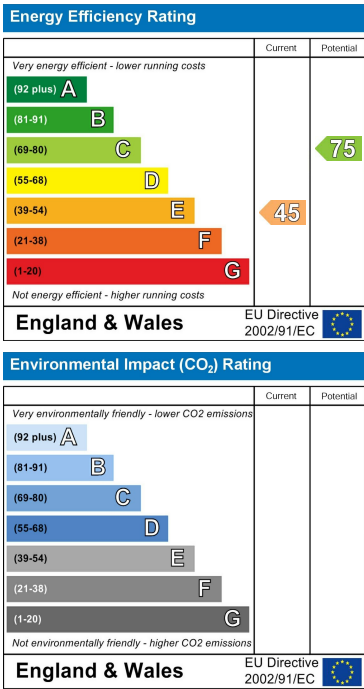 Energy Efficiency Rating
Current Potential
Very energy efficient - lower running costs
(92 plus) A
(81-91) B
(69-80) C
75
(55-68) D
(39-54) E
45
(21-38) F
(1-20) G
Not energy efficient - higher running costs
England & Wales
EU Directive
2002/91/EC
Environmental Impact (CO₂) Rating
Current Potential
Very environmentally friendly - lower CO2 emissions
(92 plus) A
(81-91) B
(69-80) C
(55-68) D
(39-54) E
(21-38) F
(1-20) G
Not environmentally friendly - higher CO2 emissions
England & Wales
EU Directive
2002/91/EC